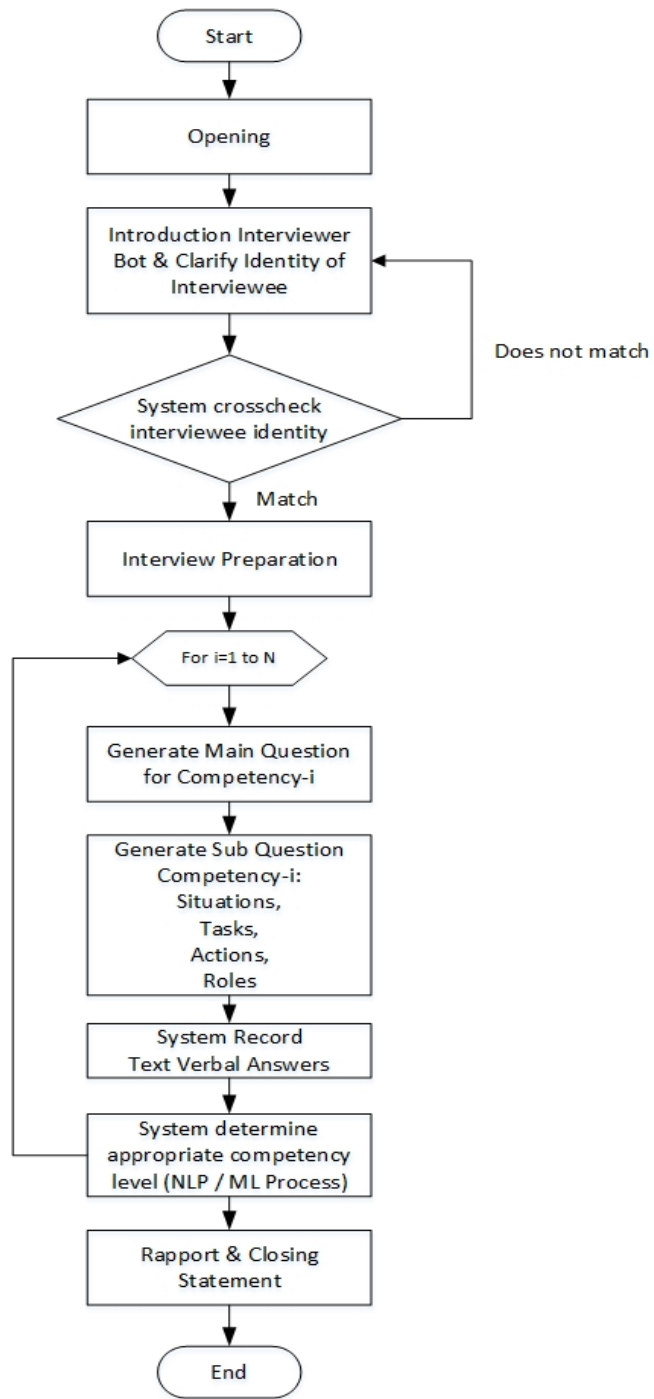 Start
Opening
Introduction Interviewer
Bot & Clarify Identity of
Interviewee
Does not match
System crosscheck
interviewee identity
Match
Interview Preparation
For i=1 to N
Generate Main Question
for Competency-i
Generate Sub Question
Competency-i:
Situations,
Tasks,
Actions,
Roles
System Record
Text Verbal Answers
System determine
appropriate competency
level (NLP / ML Process)
Rapport & Closing
Statement
End